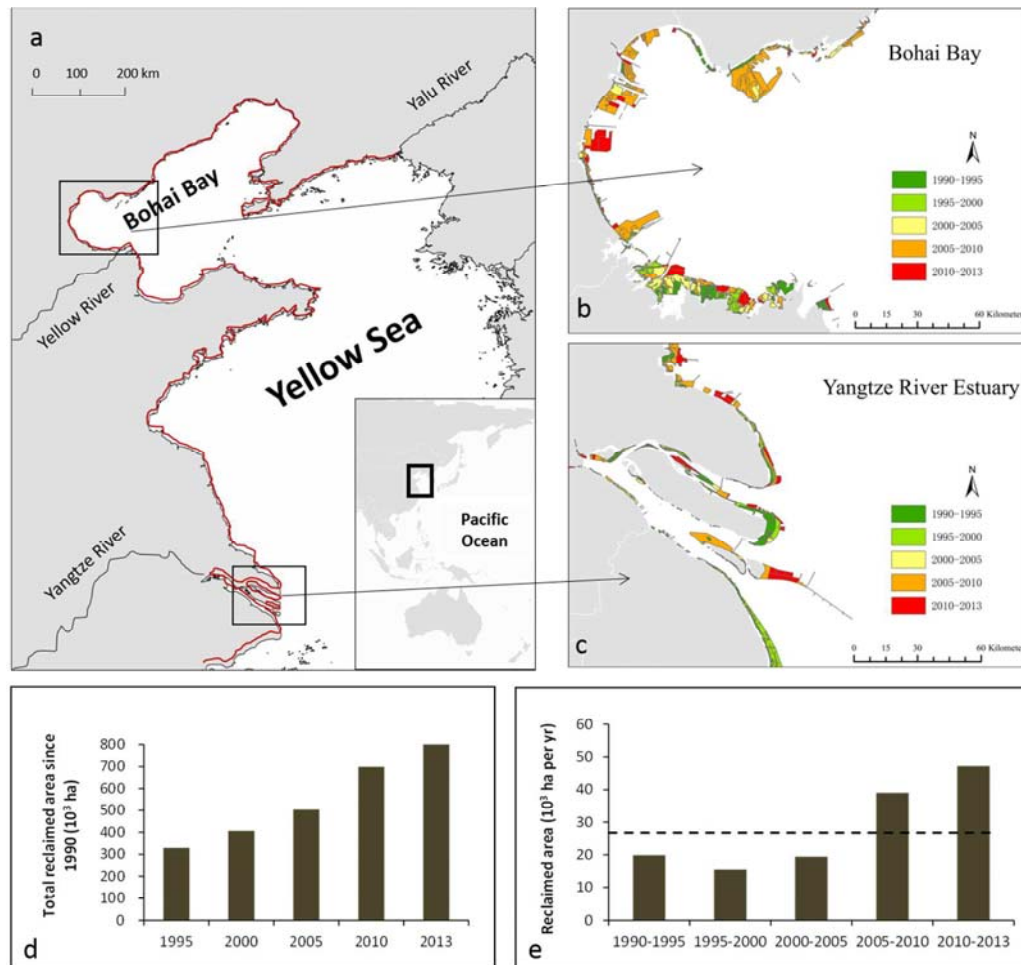 a
0 100 200 km
Yalu River
Bohai Bay
Yellow River
Yellow Sea
Yangtze River
Pacific
Ocean
Bohai Bay
N
1990-1995
1995-2000
2000-2005
2005-2010
2010-2013
b
0 15 30 60 Kilomete
Yangtze River Estuary
N
1990-1995
1995-2000
2000-2005
2005-2010
2010-2013
c
0 15 30 60 Kilomete
Total reclaimed area since
1990 (10³ ha)
800
700
600
500
400
300
200
100
0
1995 2000 2005 2010 2013
d
Reclaimed area (10³ ha per yr)
60
50
40
30
20
10
0
1990-1995 1995-2000 2000-2005 2005-2010 2010-2013
e